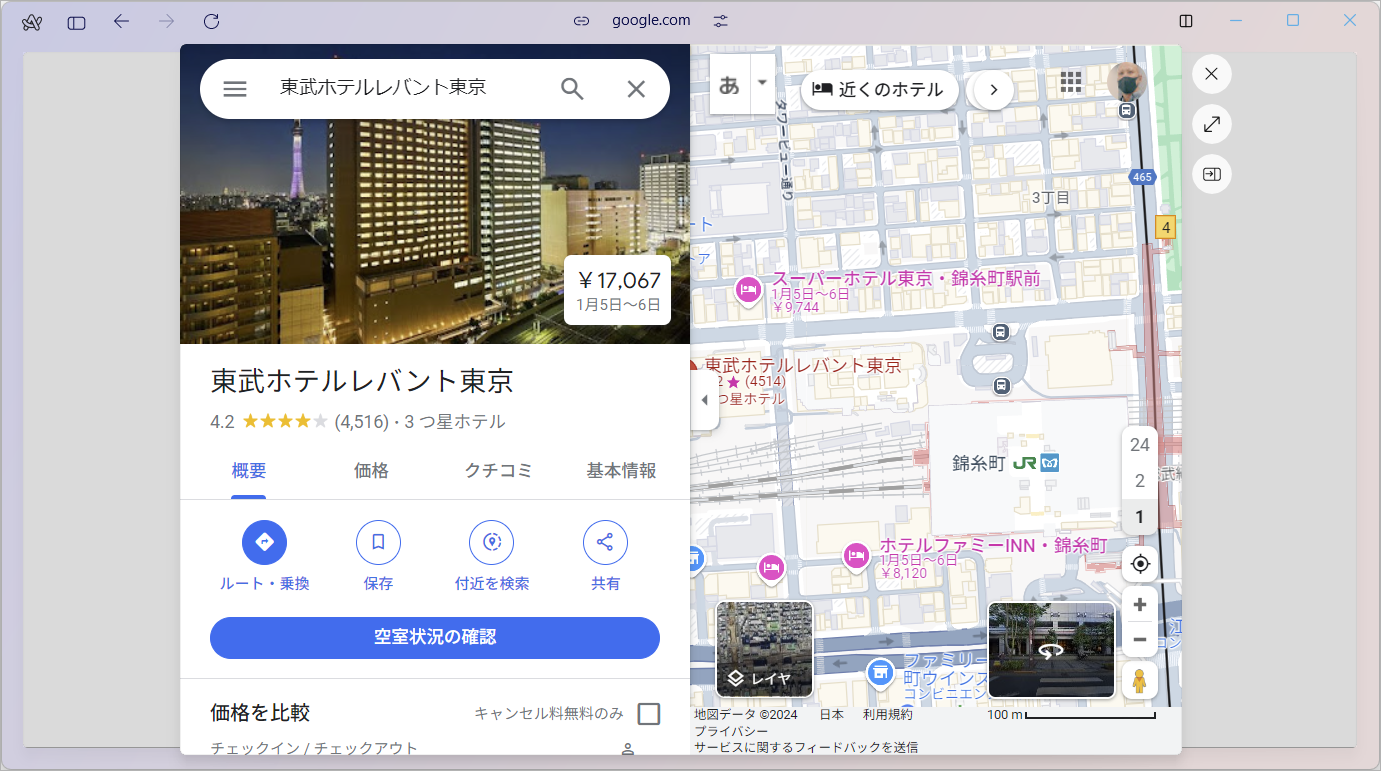 google.com
東武ホテルレバント東京
￥17,067
1月5日～6日
東武ホテルレバント東京
4.2 (4,516) · 3 つ星ホテル
概要 価格 クチコミ 基本情報
ルート・乗換 保存 付近を検索 共有
空室状況の確認
価格を比較 キャンセル料無料のみ
チェックイン / チェックアウト
あ
近くのホテル
タワービュー通り
465
3丁目
4
ート
トア
スーパーホテル東京・錦糸町駅前
1月5日～6日
￥9,744
東武ホテルレバント東京
2 ★ (4514)
つ星ホテル
錦糸町 JR
24
2
1
ホテルファミーINN・錦糸町
1月5日～6日
￥8,120
レイヤ
ファミリー
町ウインズ
コンビニエン
江
コン
地図データ ©2024 日本 利用規約 100 m
プライバシー
サービスに関するフィードバックを送信